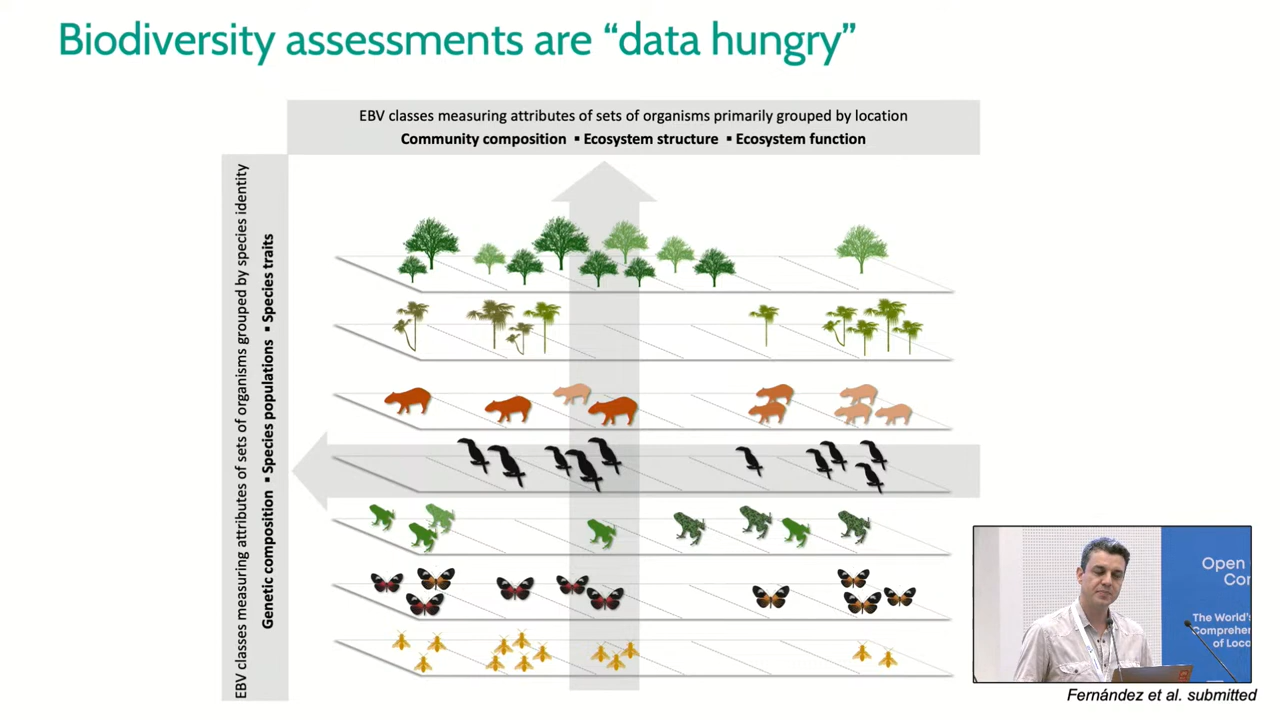 Biodiversity assessments are “data hungry”
EBV classes measuring attributes of sets of organisms primarily grouped by location
Community composition ▪ Ecosystem structure ▪ Ecosystem function
EBV classes measuring attributes of sets of organisms grouped by species identity
Genetic composition ▪ Species populations ▪ Species traits
Open
Con
The World's
Comprehen
of Loca
Fernández et al. submitted